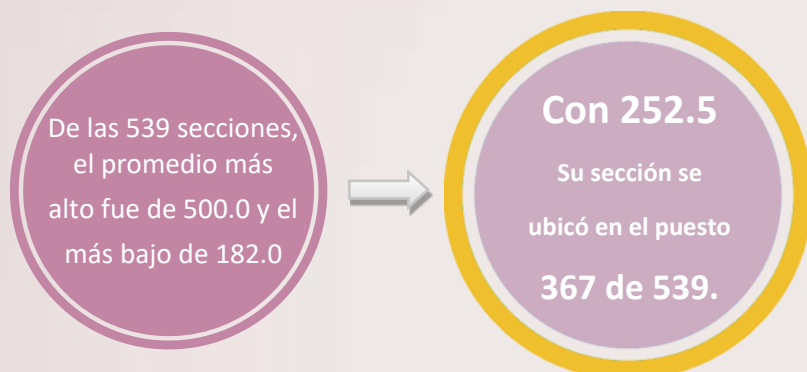 De las 539 secciones,
el promedio más
alto fue de 500.0 y el
más bajo de 182.0
Con 252.5
Su sección se
ubicó en el puesto
367 de 539.